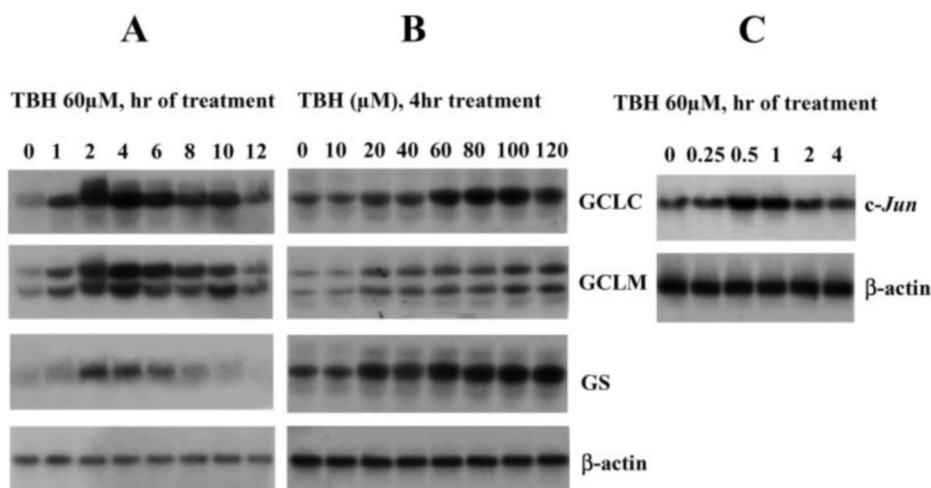 A B C
TBH 60µM, hr of treatment TBH (µM), 4hr treatment TBH 60µM, hr of treatment
0 1 2 4 6 8 10 12 0 10 20 40 60 80 100 120 0 0.25 0.5 1 2 4
GCLC c-Jun
GCLM β-actin
GS
β-actin